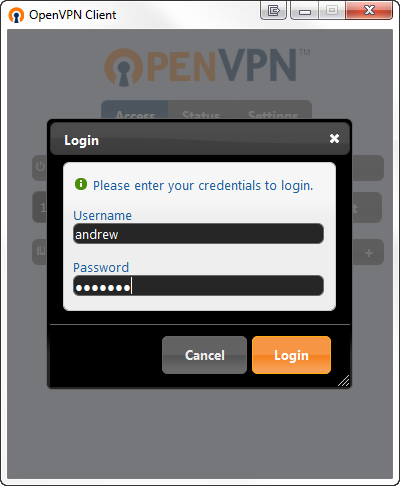 OpenVPN Client
OPENVPN™
Access Status Settings
Login
Please enter your credentials to login.
Username
andrew
Password
●●●●●●●
Cancel Login